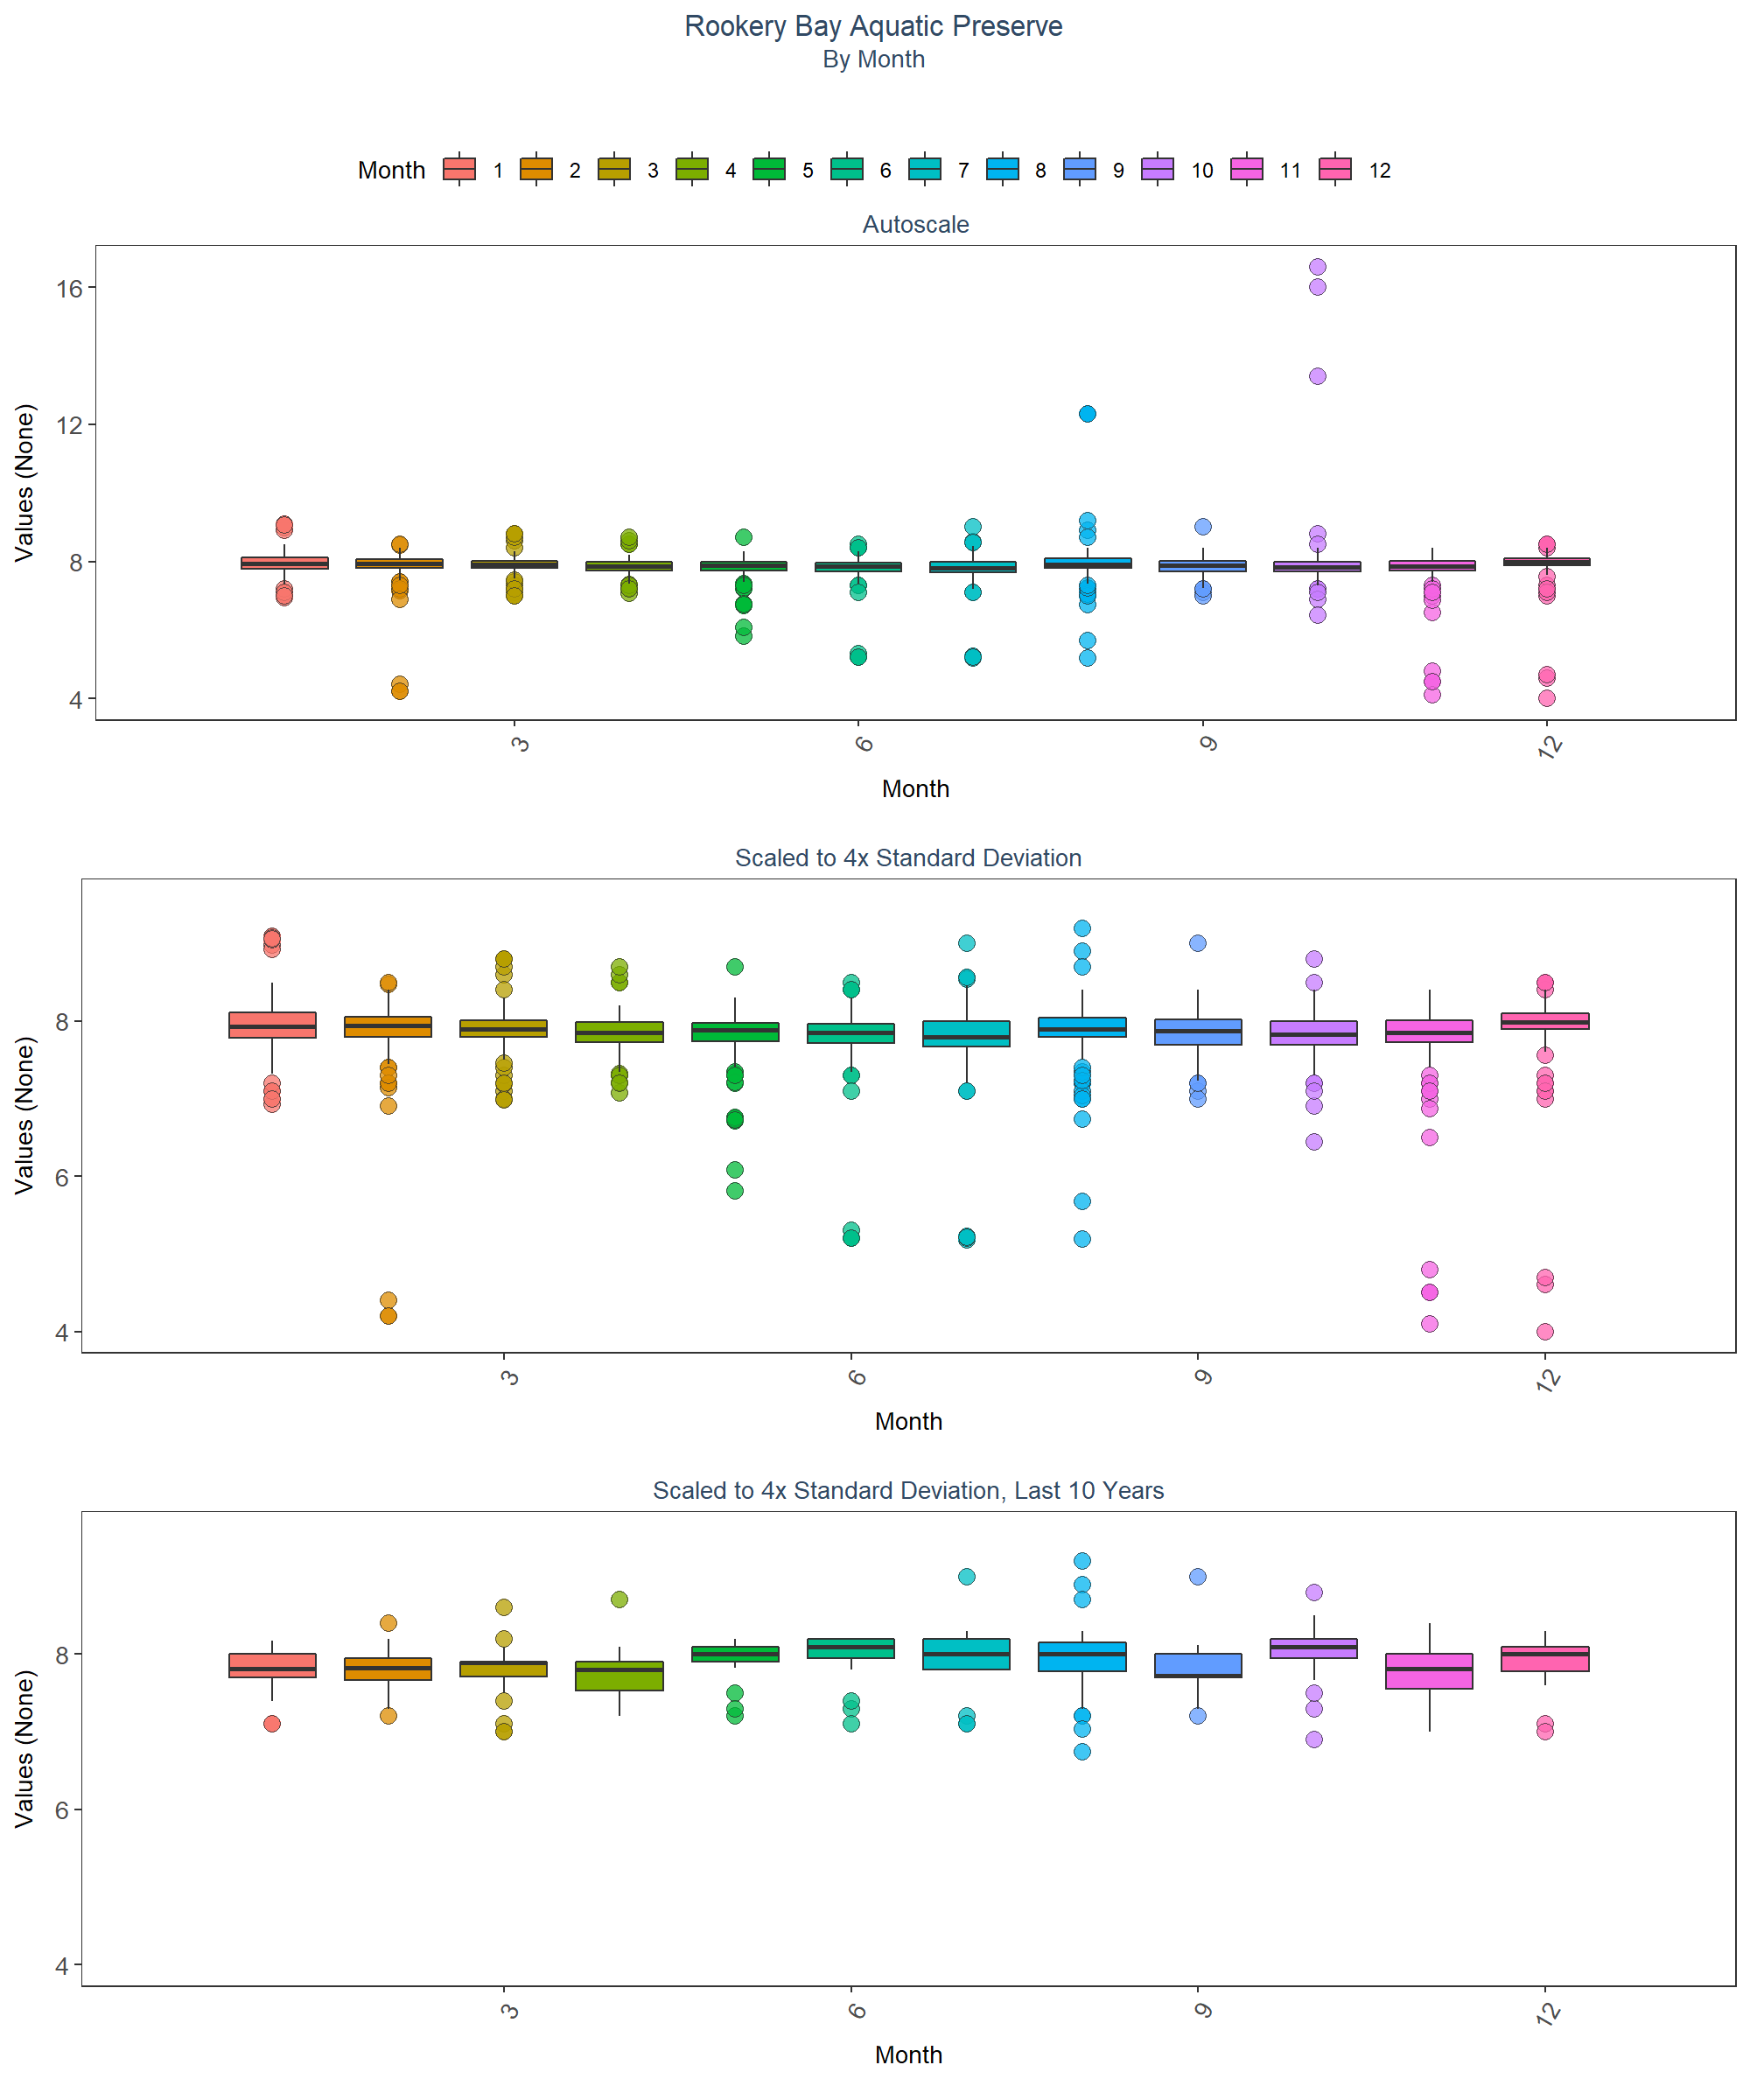 Rookery Bay Aquatic Preserve
By Month
Month 1 2 3 4 5 6 7 8 9 10 11 12
Autoscale
Values (None)
16
12
8
4
3 6 9 12
Month
Scaled to 4x Standard Deviation
Values (None)
8
6
4
3 6 9 12
Month
Scaled to 4x Standard Deviation, Last 10 Years
Values (None)
8
6
4
3 6 9 12
Month